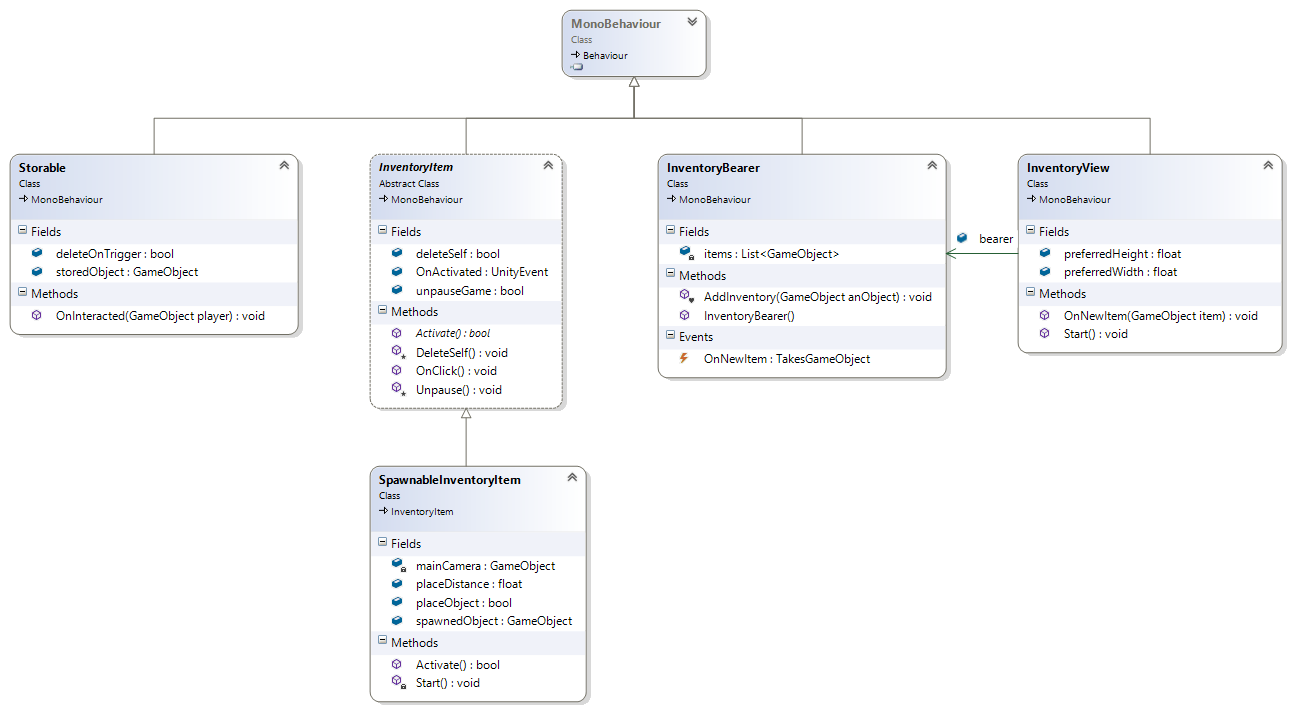 MonoBehaviour
Class
Behaviour
Storable
Class
MonoBehaviour
Fields
deleteOnTrigger : bool
storedObject : GameObject
Methods
OnInteracted(GameObject player) : void
InventoryItem
Abstract Class
MonoBehaviour
Fields
deleteSelf : bool
OnActivated : UnityEvent
unpauseGame : bool
Methods
Activate() : bool
DeleteSelf() : void
OnClick() : void
Unpause() : void
InventoryBearer
Class
MonoBehaviour
Fields
items : List<GameObject>
Methods
AddInventory(GameObject anObject) : void
InventoryBearer()
Events
OnNewItem : TakesGameObject
bearer
InventoryView
Class
MonoBehaviour
Fields
preferredHeight : float
preferredWidth : float
Methods
OnNewItem(GameObject item) : void
Start() : void
SpawnableInventoryItem
Class
InventoryItem
Fields
mainCamera : GameObject
placeDistance : float
placeObject : bool
spawnedObject : GameObject
Methods
Activate() : bool
Start() : void